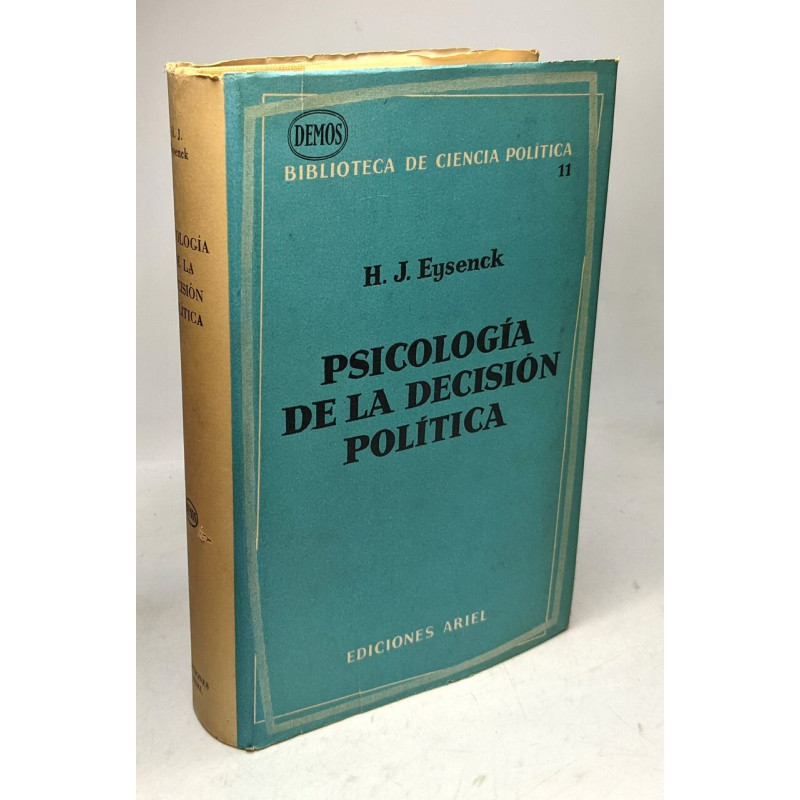 DEMOS
BIBLIOTECA DE CIENCIA POLÍTICA
11
H. J. Eysenck
PSICOLOGÍA
DE LA DECISIÓN
POLÍTICA
EDICIONES ARIEL
H. J.